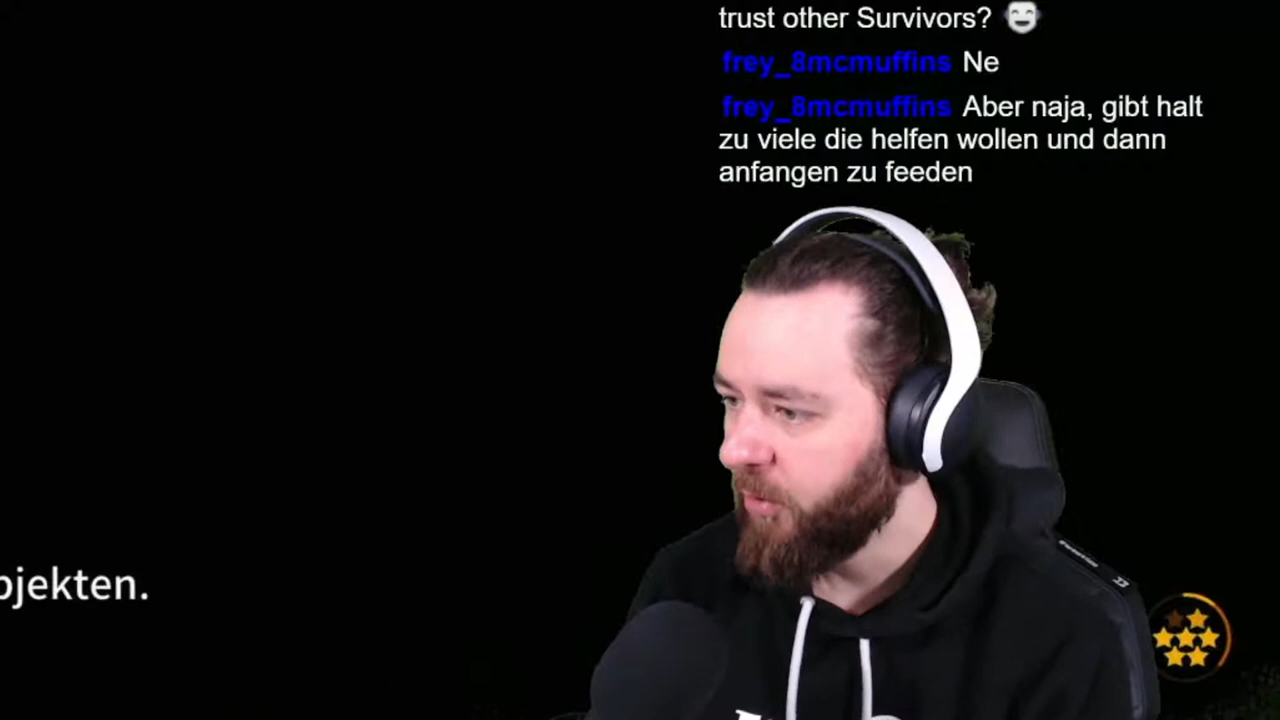 trust other Survivors?
frey_8mcmuffins Ne
frey_8mcmuffins Aber naja, gibt halt
zu viele die helfen wollen und dann
anfangen zu feeden
bjekten.